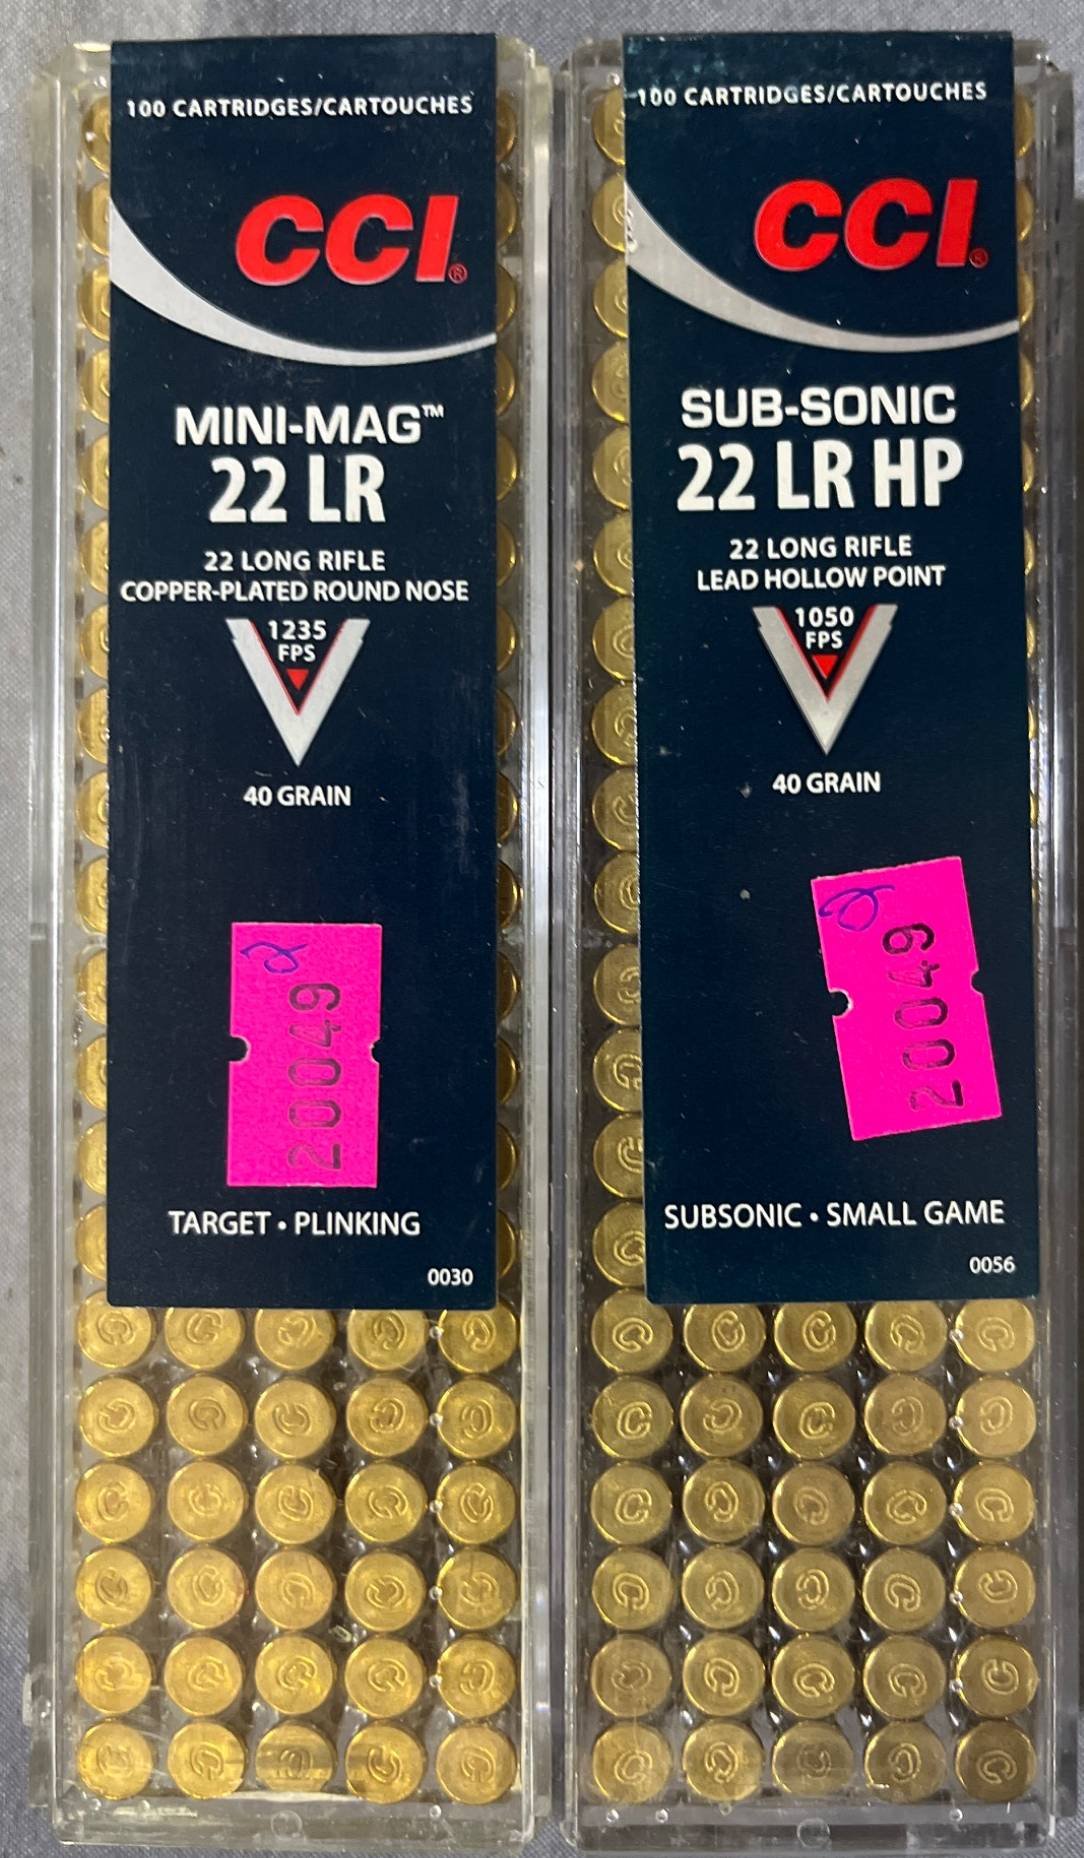 100 CARTRIDGES/CARTOUCHES
CCI®
MINI-MAG™
22 LR
22 LONG RIFLE
COPPER-PLATED ROUND NOSE
1235
FPS
40 GRAIN
2
20049
TARGET • PLINKING
0030
100 CARTRIDGES/CARTOUCHES
CCI®
SUB-SONIC
22 LR HP
22 LONG RIFLE
LEAD HOLLOW POINT
1050
FPS
40 GRAIN
2
20049
SUBSONIC • SMALL GAME
0056